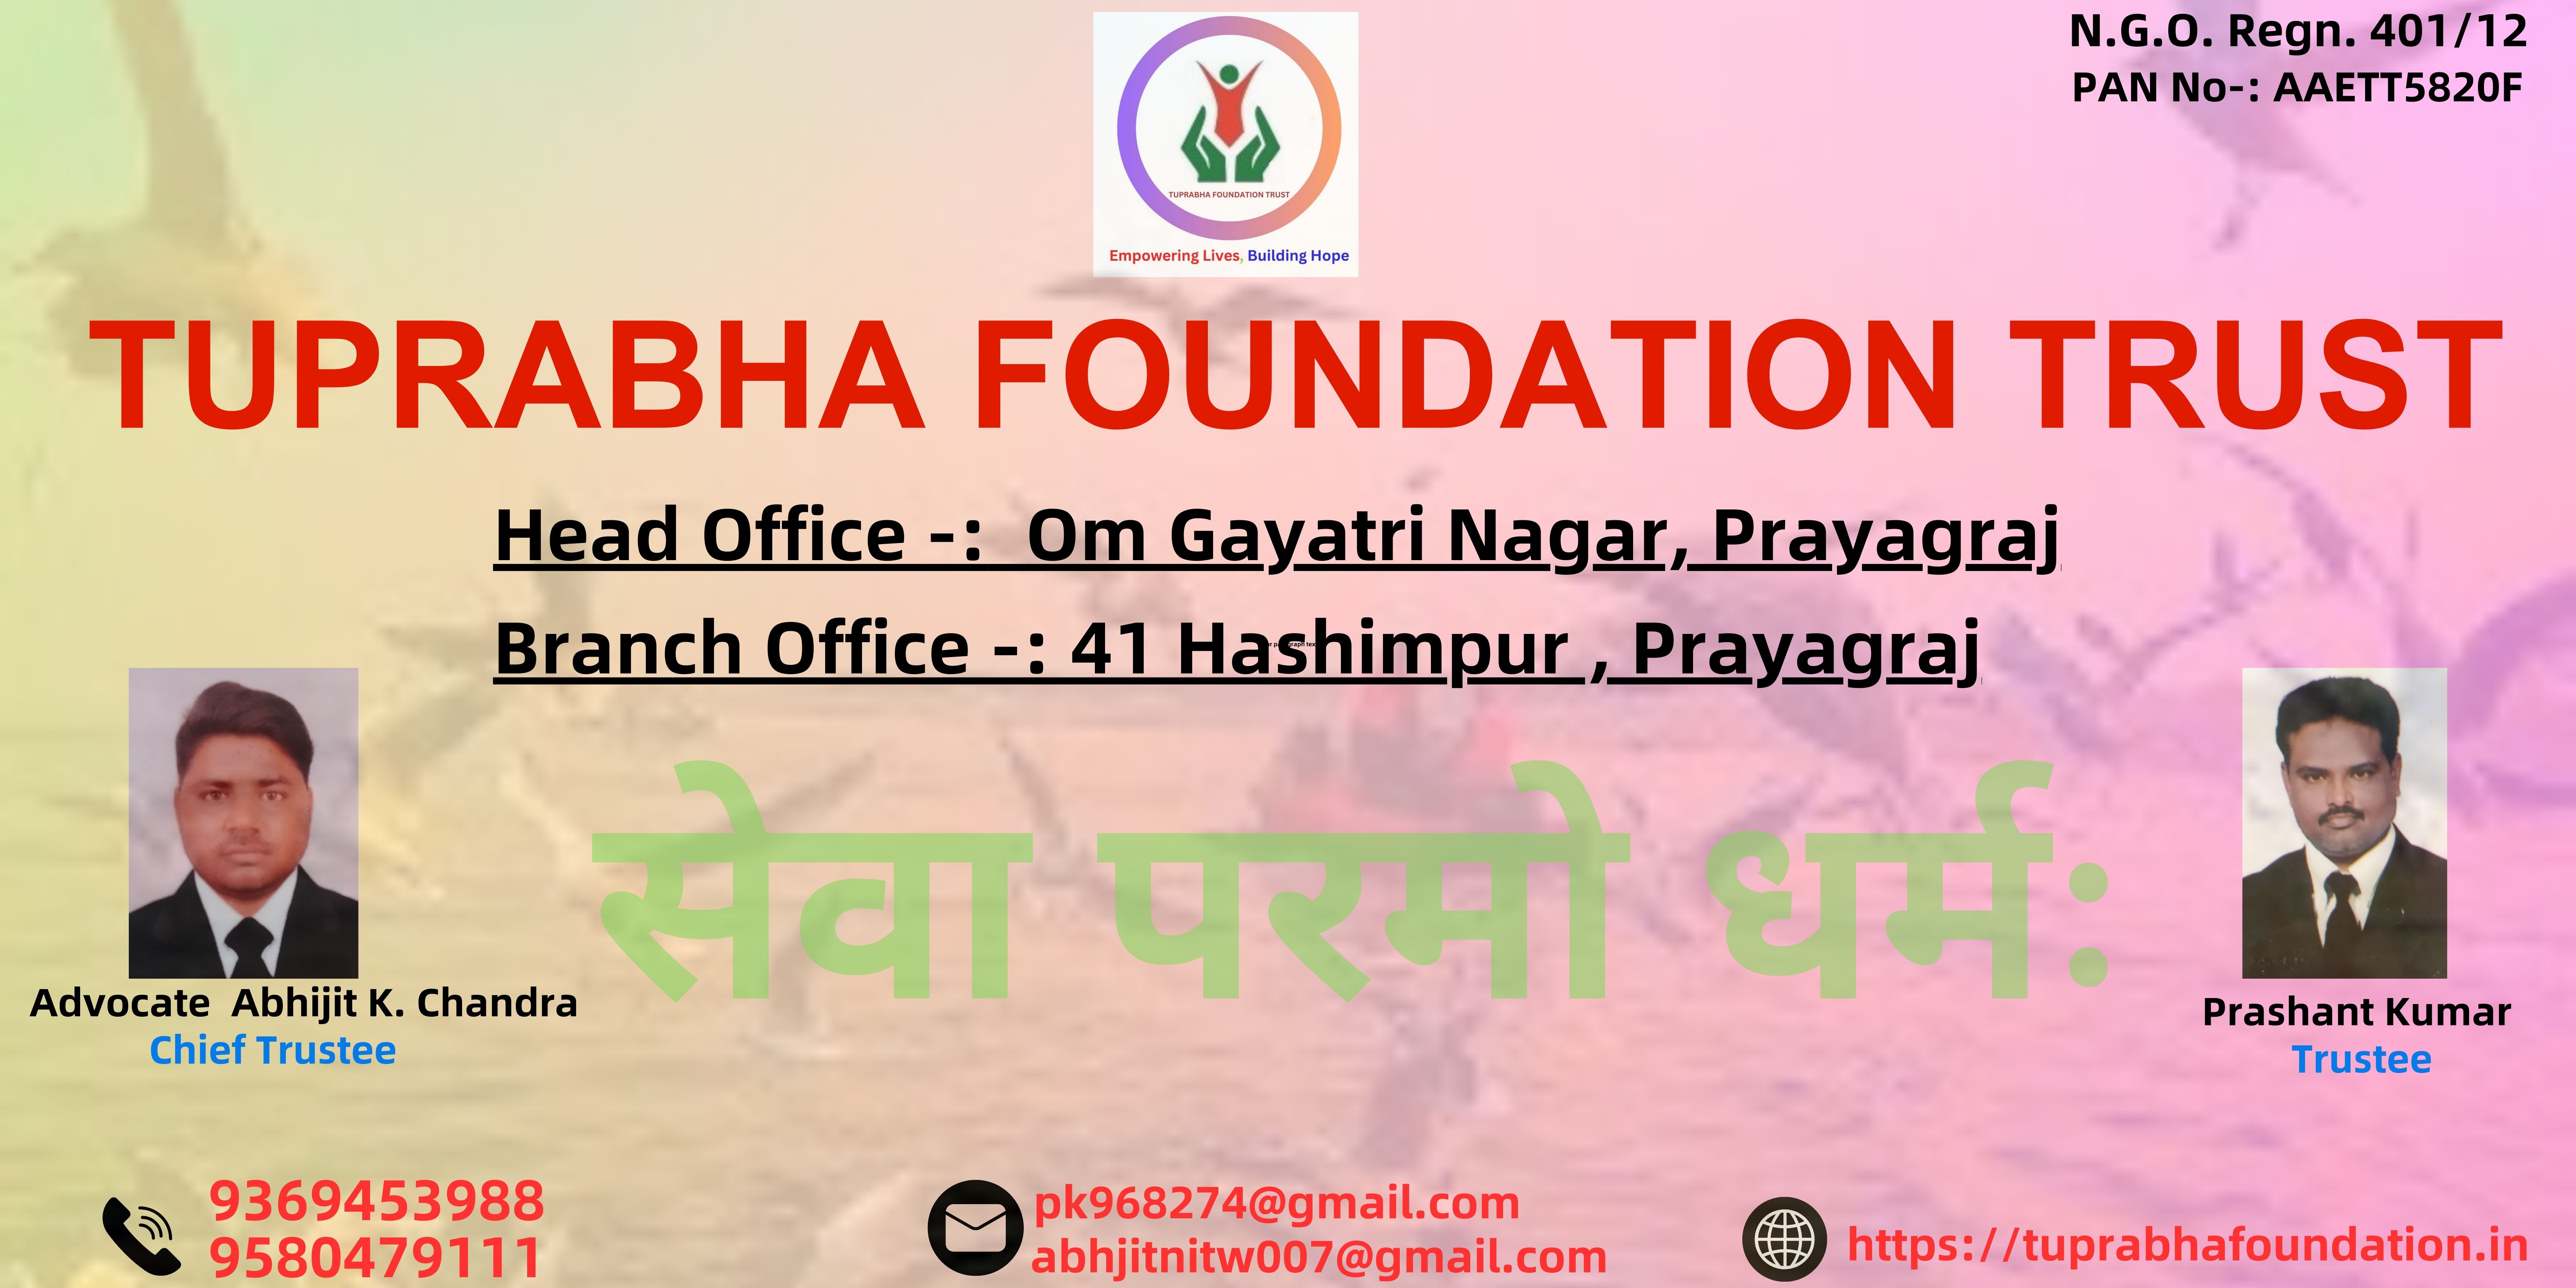 N.G.O. Regn. 401/12
PAN No-: AAETT5820F
TUPRABHA FOUNDATION TRUST
Empowering Lives, Building Hope
TUPRABHA FOUNDATION TRUST
Head Office -: Om Gayatri Nagar, Prayagraj
Branch Office -: 41 Hashimpur , Prayagraj
सेवा परमो धर्मः
Advocate Abhijit K. Chandra
Chief Trustee
Prashant Kumar
Trustee
9369453988
9580479111
pk968274@gmail.com
abhjitnitw007@gmail.com
https://tuprabhafoundation.in